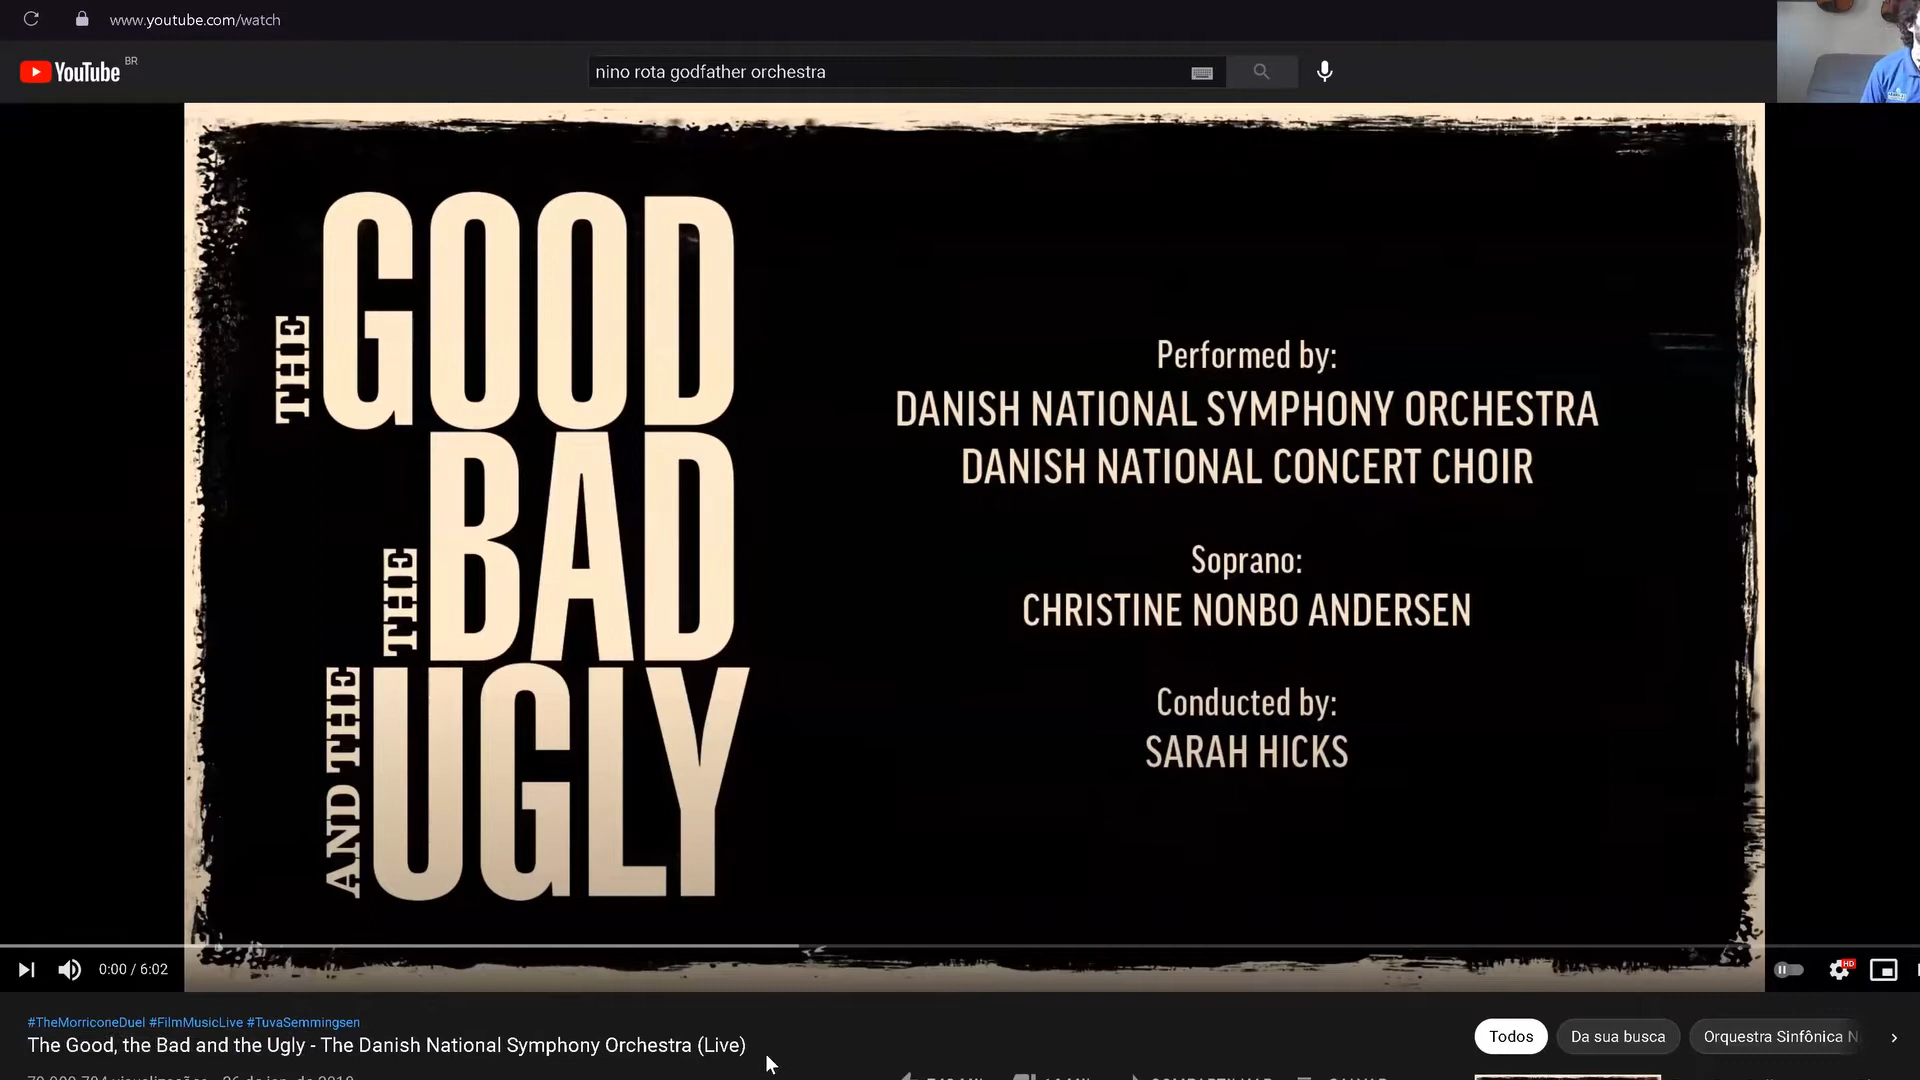 www.youtube.com/watch
YouTube BR
nino rota godfather orchestra
THE GOOD
THE BAD
AND THE UGLY
Performed by:
DANISH NATIONAL SYMPHONY ORCHESTRA
DANISH NATIONAL CONCERT CHOIR
Soprano:
CHRISTINE NONBO ANDERSEN
Conducted by:
SARAH HICKS
0:00 / 6:02
HD
#TheMorriconeDuel #FilmMusicLive #TuvaSemmingsen
The Good, the Bad and the Ugly - The Danish National Symphony Orchestra (Live)
Todos
Da sua busca
Orquestra Sinfônica N